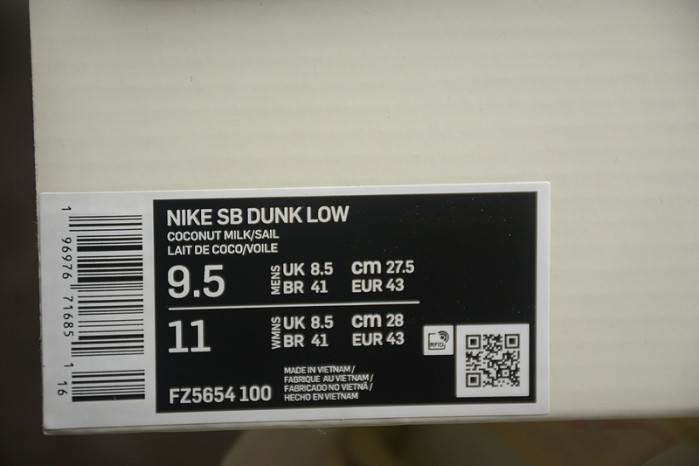 NIKE SB DUNK LOW
COCONUT MILK/SAIL
LAIT DE COCO/VOILE
9.5 MENS UK 8.5 cm 27.5
BR 41 EUR 43
11 WMNS UK 8.5 cm 28
BR 41 EUR 43
RFID
FZ5654 100
MADE IN VIETNAM /
FABRIQUE AU VIETNAM /
FABRICADO NO VIETNÃ /
HECHO EN VIETNAM
1 96976 71685 1 16